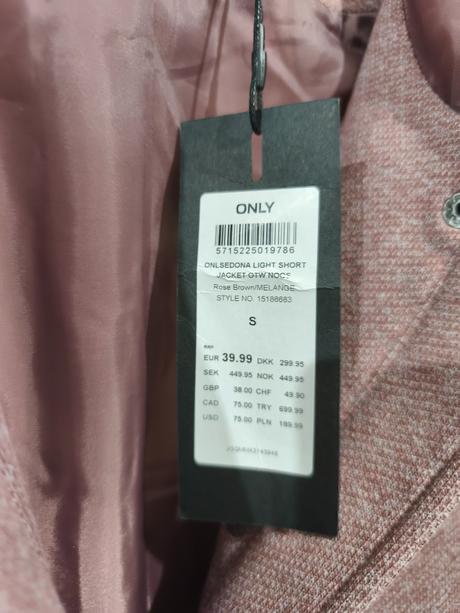 ONLY
5715225019786
ONLSEDONA LIGHT SHORT
JACKET OTW NOOS
Rose Brown/MELANGE
STYLE NO. 15186683
S
RRP
EUR 39.99 DKK 299.95
SEK 449.95 NOK 449.95
GBP 38.00 CHF 49.90
CAD 75.00 TRY 699.99
USD 75.00 PLN 189.99